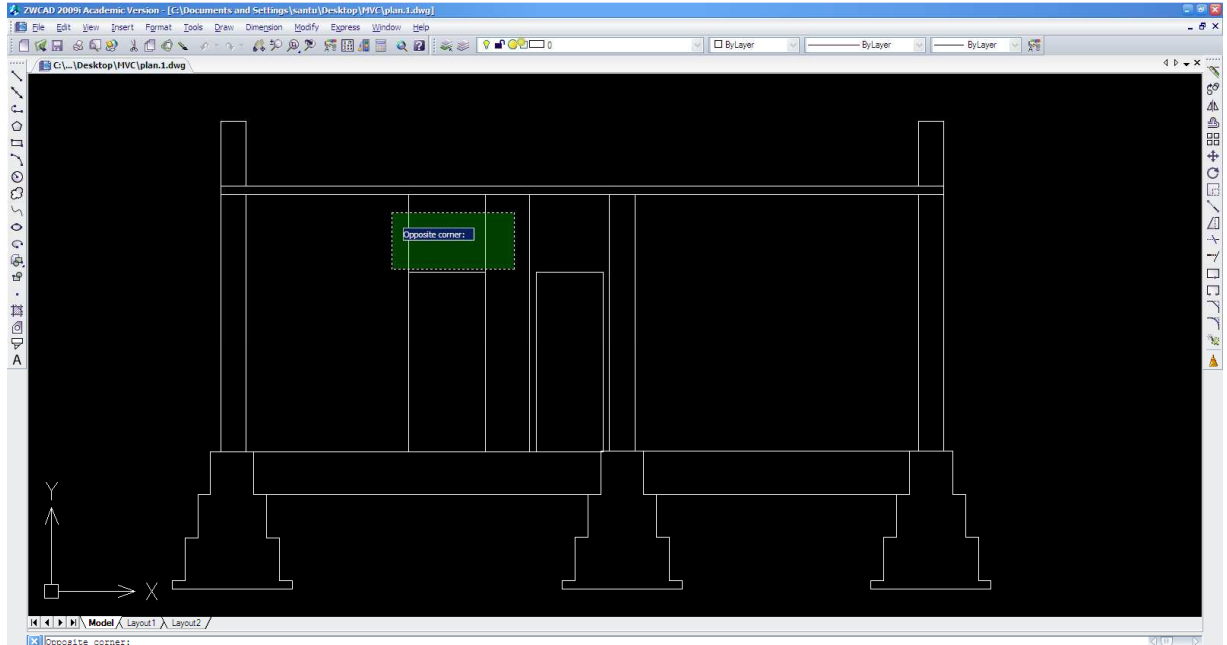 ZWCAD 2009i Academic Version - [C:\Documents and Settings\santu\Desktop\MVC\plan.1.dwg]
File Edit View Insert Format Tools Draw Dimension Modify Express Window Help
0 ByLayer ByLayer ByLayer
C:\...\Desktop\MVC\plan.1.dwg
A
Opposite corner:
Y
X
Model Layout1 Layout2
Opposite corner: